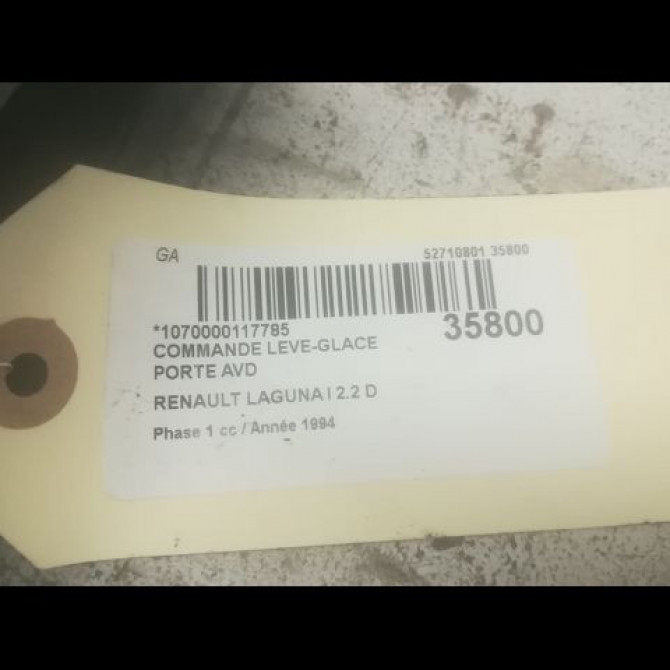 GA
52710801 35800
*1070000117785
35800
COMMANDE LEVE-GLACE
PORTE AVD
RENAULT LAGUNA I 2.2 D
Phase 1 cc / Année 1994